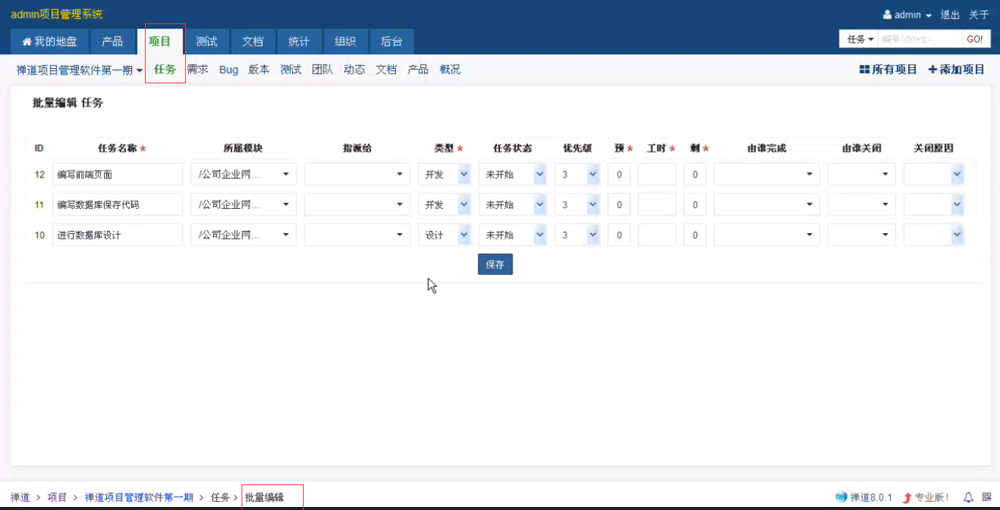 admin项目管理系统 admin 退出 关于
我的地盘 产品 项目 测试 文档 统计 组织 后台 任务 编号(ctrl+g) GO!
禅道项目管理软件第一期 任务 需求 Bug 版本 测试 团队 动态 文档 产品 概况 所有项目 添加项目
批量编辑 任务
ID 任务名称 * 所属模块 指派给 类型 * 任务状态 优先级 预 * 工时 * 剩 * 由谁完成 由谁关闭 关闭原因
12 编写前端页面 /公司企业网... 开发 未开始 3 0 0
11 编写数据库保存代码 /公司企业网... 开发 未开始 3 0 0
10 进行数据库设计 /公司企业网... 设计 未开始 3 0 0
保存
禅道 > 项目 > 禅道项目管理软件第一期 > 任务 > 批量编辑 禅道8.0.1 专业版!